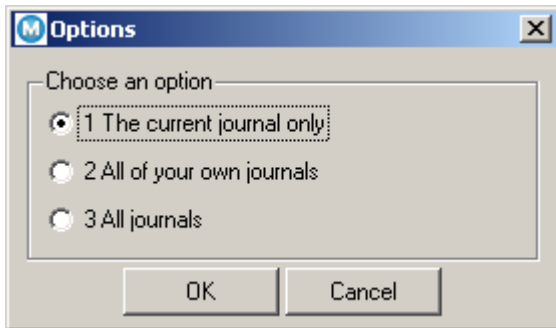 M Options
Choose an option
1 The current journal only
2 All of your own journals
3 All journals
OK Cancel